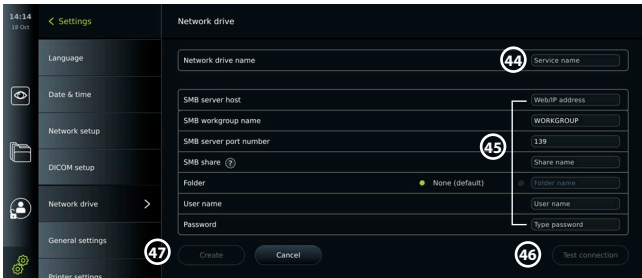 14:14
18 Oct
Settings
Language
Date & time
Network setup
DICOM setup
Network drive
General settings
Printer settings
Network drive
Network drive name 44 Service name
SMB server host Web/IP address
SMB workgroup name WORKGROUP
SMB server port number 45 139
SMB share ? Share name
Folder None (default) Folder name
User name User name
Password Type password
47 Create Cancel 46 Test connection